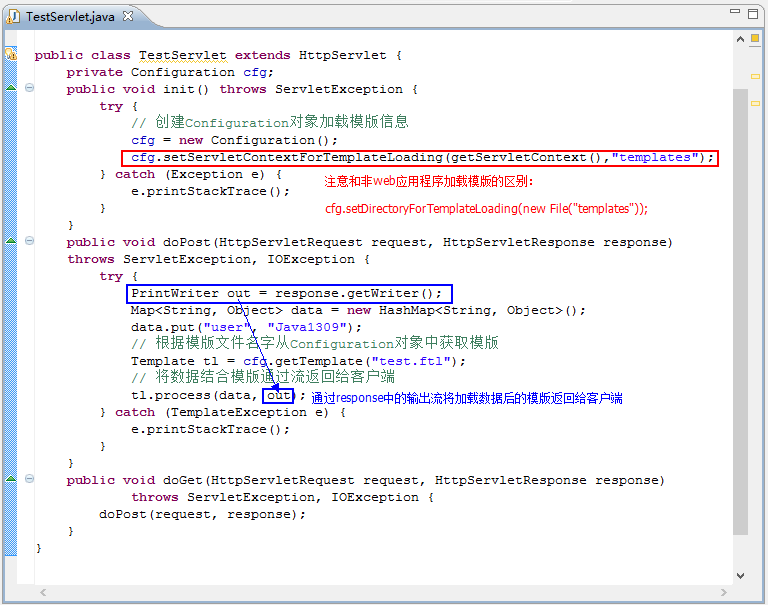 TestServlet.java
public class TestServlet extends HttpServlet {
private Configuration cfg;
public void init() throws ServletException {
try {
// 创建Configuration对象加载模版信息
cfg = new Configuration();
cfg.setServletContextForTemplateLoading(getServletContext(),"templates");
} catch (Exception e) {
注意和非web应用程序加载模版的区别:
e.printStackTrace();
}
cfg.setDirectoryForTemplateLoading(new File("templates"));
}
public void doPost(HttpServletRequest request, HttpServletResponse response)
throws ServletException, IOException {
try {
PrintWriter out = response.getWriter();
Map<String, Object> data = new HashMap<String, Object>();
data.put("user", "Java1309");
// 根据模版文件名字从Configuration对象中获取模版
Template tl = cfg.getTemplate("test.ftl");
// 将数据结合模版通过流返回给客户端
tl.process(data, out);
通过response中的输出流将加载数据后的模版返回给客户端
} catch (TemplateException e) {
e.printStackTrace();
}
}
public void doGet(HttpServletRequest request, HttpServletResponse response)
throws ServletException, IOException {
doPost(request, response);
}
}